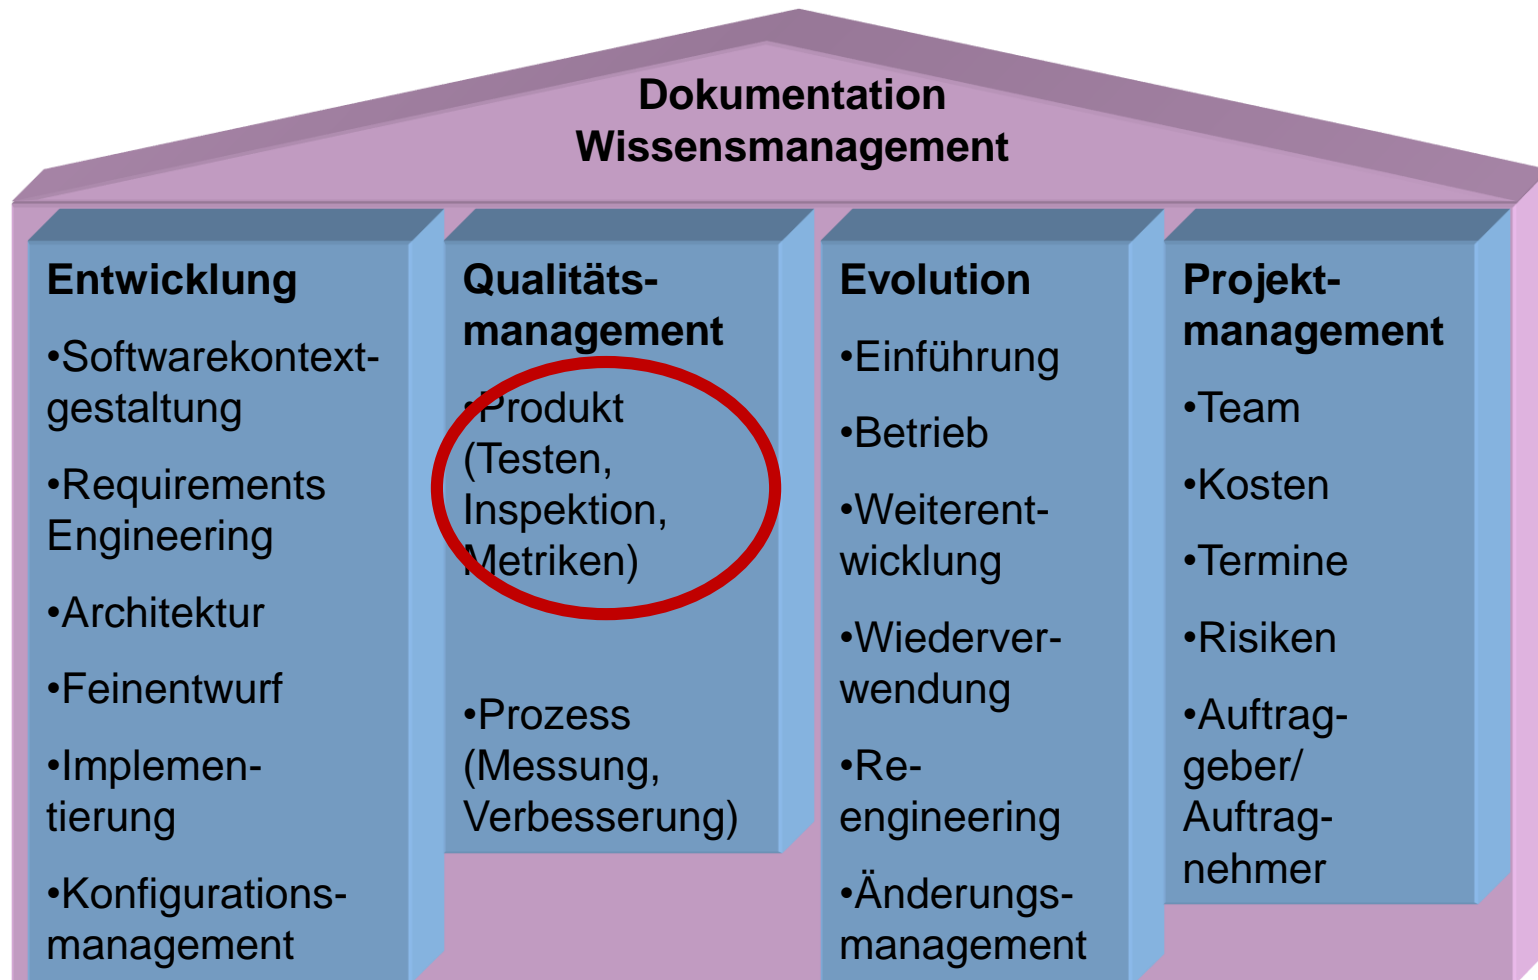 Dokumentation
Wissensmanagement
Entwicklung
•Softwarekontext-
gestaltung
•Requirements
Engineering
•Architektur
•Feinentwurf
•Implemen-
tierung
•Konfigurations-
management
Qualitäts-
management
•Produkt
(Testen,
Inspektion,
Metriken)
•Prozess
(Messung,
Verbesserung)
Evolution
•Einführung
•Betrieb
•Weiterent-
wicklung
•Wiederver-
wendung
•Re-
engineering
•Änderungs-
management
Projekt-
management
•Team
•Kosten
•Termine
•Risiken
•Auftrag-
geber/
Auftrag-
nehmer